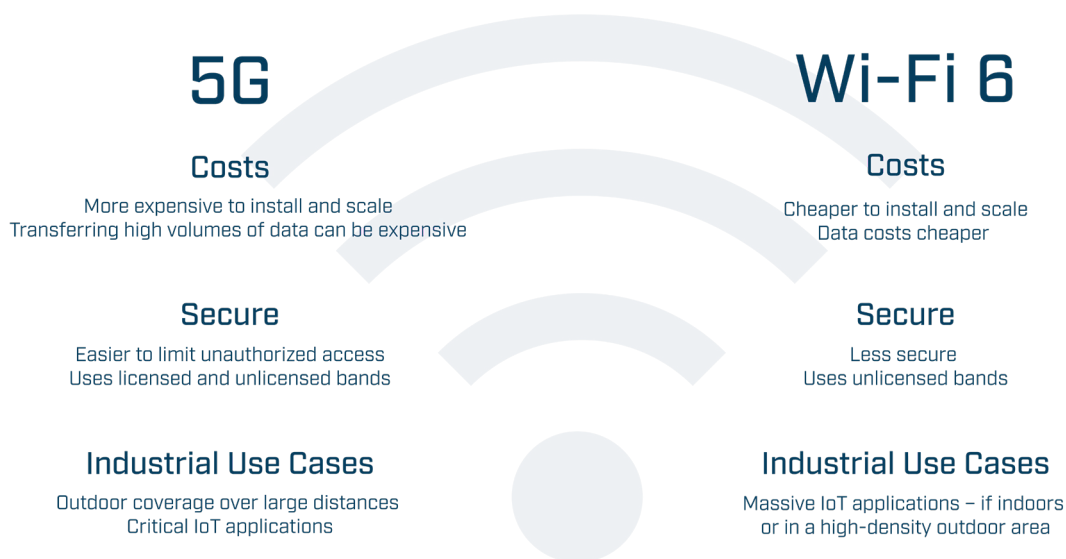 5G
Costs
More expensive to install and scale
Transferring high volumes of data can be expensive
Secure
Easier to limit unauthorized access
Uses licensed and unlicensed bands
Industrial Use Cases
Outdoor coverage over large distances
Critical IoT applications
Wi-Fi 6
Costs
Cheaper to install and scale
Data costs cheaper
Secure
Less secure
Uses unlicensed bands
Industrial Use Cases
Massive IoT applications – if indoors
or in a high-density outdoor area